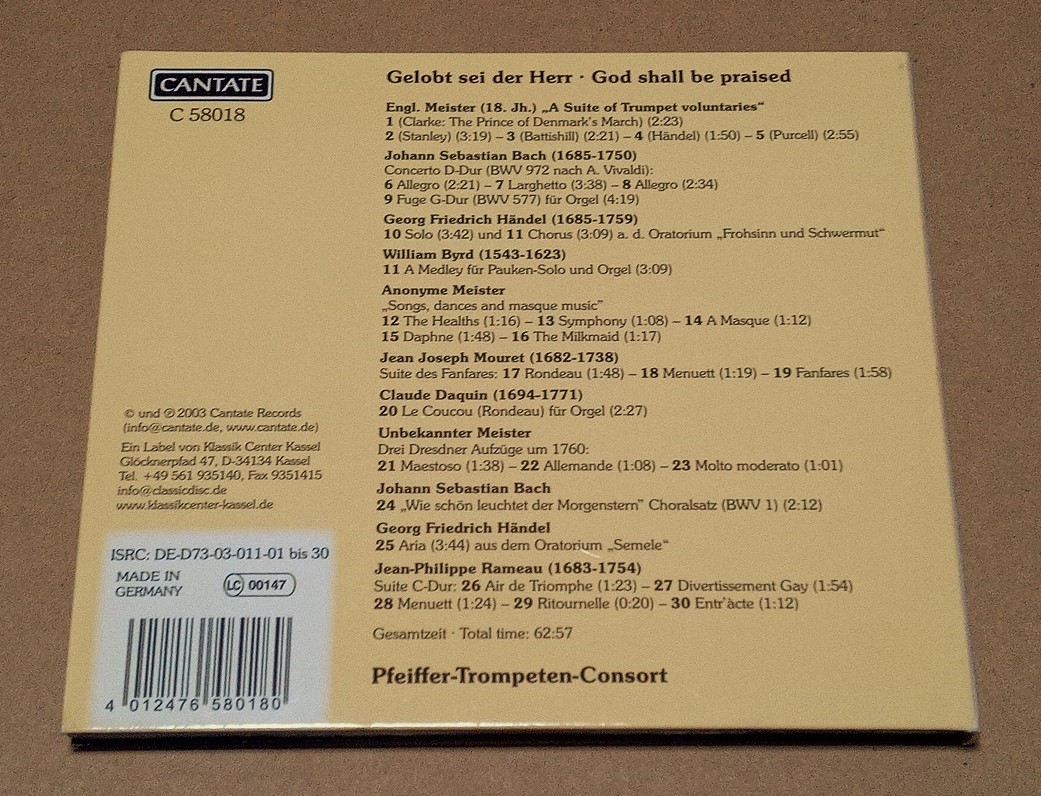 CANTATE
C 58018
Gelobt sei der Herr · God shall be praised
Engl. Meister (18. Jh.) „A Suite of Trumpet voluntaries“
1 (Clarke: The Prince of Denmark's March) (2:23)
2 (Stanley) (3:19) – 3 (Battishill) (2:21) – 4 (Händel) (1:50) – 5 (Purcell) (2:55)
Johann Sebastian Bach (1685-1750)
Concerto D-Dur (BWV 972 nach A. Vivaldi):
6 Allegro (2:21) – 7 Larghetto (3:38) – 8 Allegro (2:34)
9 Fuge G-Dur (BWV 577) für Orgel (4:19)
Georg Friedrich Händel (1685-1759)
10 Solo (3:42) und 11 Chorus (3:09) a. d. Oratorium „Frohsinn und Schwermut“
William Byrd (1543-1623)
11 A Medley für Pauken-Solo und Orgel (3:09)
Anonyme Meister
„Songs, dances and masque music“
12 The Healths (1:16) – 13 Symphony (1:08) – 14 A Masque (1:12)
15 Daphne (1:48) – 16 The Milkmaid (1:17)
Jean Joseph Mouret (1682-1738)
Suite des Fanfares: 17 Rondeau (1:48) – 18 Menuett (1:19) – 19 Fanfares (1:58)
Claude Daquin (1694-1771)
20 Le Coucou (Rondeau) für Orgel (2:27)
Unbekannter Meister
Drei Dresdner Aufzüge um 1760:
21 Maestoso (1:38) – 22 Allemande (1:08) – 23 Molto moderato (1:01)
Johann Sebastian Bach
24 „Wie schön leuchtet der Morgenstern“ Choralsatz (BWV 1) (2:12)
Georg Friedrich Händel
25 Aria (3:44) aus dem Oratorium „Semele“
Jean-Philippe Rameau (1683-1754)
Suite C-Dur: 26 Air de Triomphe (1:23) – 27 Divertissement Gay (1:54)
28 Menuett (1:24) – 29 Ritournelle (0:20) – 30 Entr'àcte (1:12)
Gesamtzeit · Total time: 62:57
Pfeiffer-Trompeten-Consort
© und ℗ 2003 Cantate Records
(info@cantate.de, www.cantate.de)
Ein Label von Klassik Center Kassel
Glöcknerpfad 47, D-34134 Kassel
Tel. +49 561 935140, Fax 9351415
info@classicdisc.de
www.klassikcenter-kassel.de
ISRC: DE-D73-03-011-01 bis 30
MADE IN
GERMANY
LC 00147
4 012476 580180